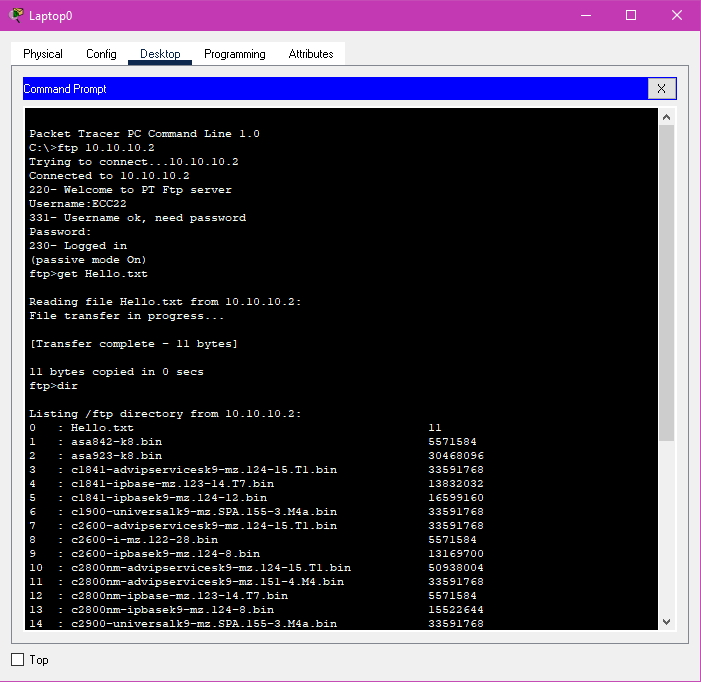 Laptop0
Physical Config Desktop Programming Attributes
Command Prompt X
Packet Tracer PC Command Line 1.0
C:\>ftp 10.10.10.2
Trying to connect...10.10.10.2
Connected to 10.10.10.2
220- Welcome to PT Ftp server
Username:ECC22
331- Username ok, need password
Password:
230- Logged in
(passive mode On)
ftp>get Hello.txt
Reading file Hello.txt from 10.10.10.2:
File transfer in progress...
[Transfer complete - 11 bytes]
11 bytes copied in 0 secs
ftp>dir
Listing /ftp directory from 10.10.10.2:
0 : Hello.txt 11
1 : asa842-k8.bin 5571584
2 : asa923-k8.bin 30468096
3 : c1841-advipservicesk9-mz.124-15.T1.bin 33591768
4 : c1841-ipbase-mz.123-14.T7.bin 13832032
5 : c1841-ipbasek9-mz.124-12.bin 16599160
6 : c1900-universalk9-mz.SPA.155-3.M4a.bin 33591768
7 : c2600-advipservicesk9-mz.124-15.T1.bin 33591768
8 : c2600-i-mz.122-28.bin 5571584
9 : c2600-ipbasek9-mz.124-8.bin 13169700
10 : c2800nm-advipservicesk9-mz.124-15.T1.bin 50938004
11 : c2800nm-advipservicesk9-mz.151-4.M4.bin 33591768
12 : c2800nm-ipbase-mz.123-14.T7.bin 5571584
13 : c2800nm-ipbasek9-mz.124-8.bin 15522644
14 : c2900-universalk9-mz.SPA.155-3.M4a.bin 33591768
Top